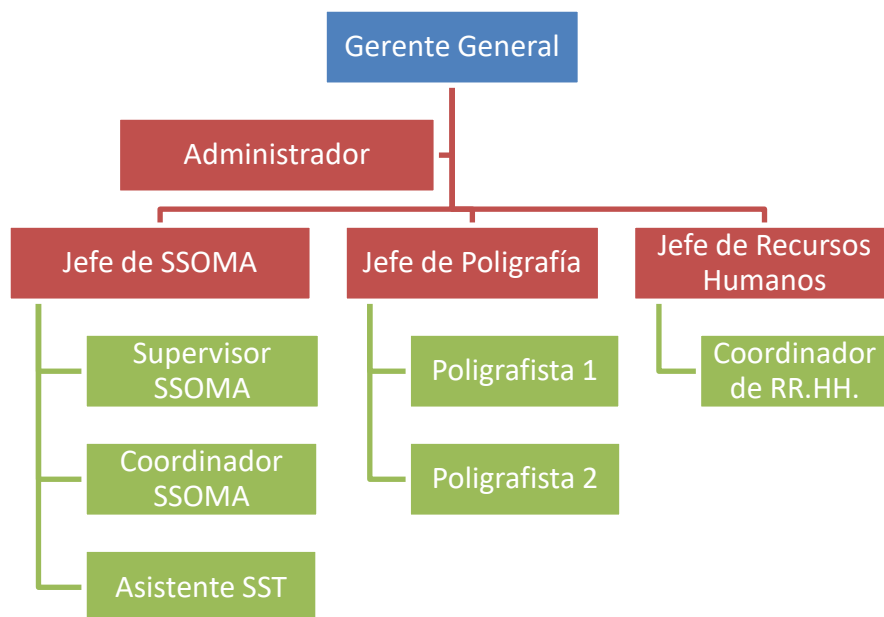 Gerente General
Administrador
Jefe de SSOMA
Jefe de Poligrafía
Jefe de Recursos
Humanos
Supervisor
SSOMA
Poligrafista 1
Coordinador
de RR.HH.
Coordinador
SSOMA
Poligrafista 2
Asistente SST